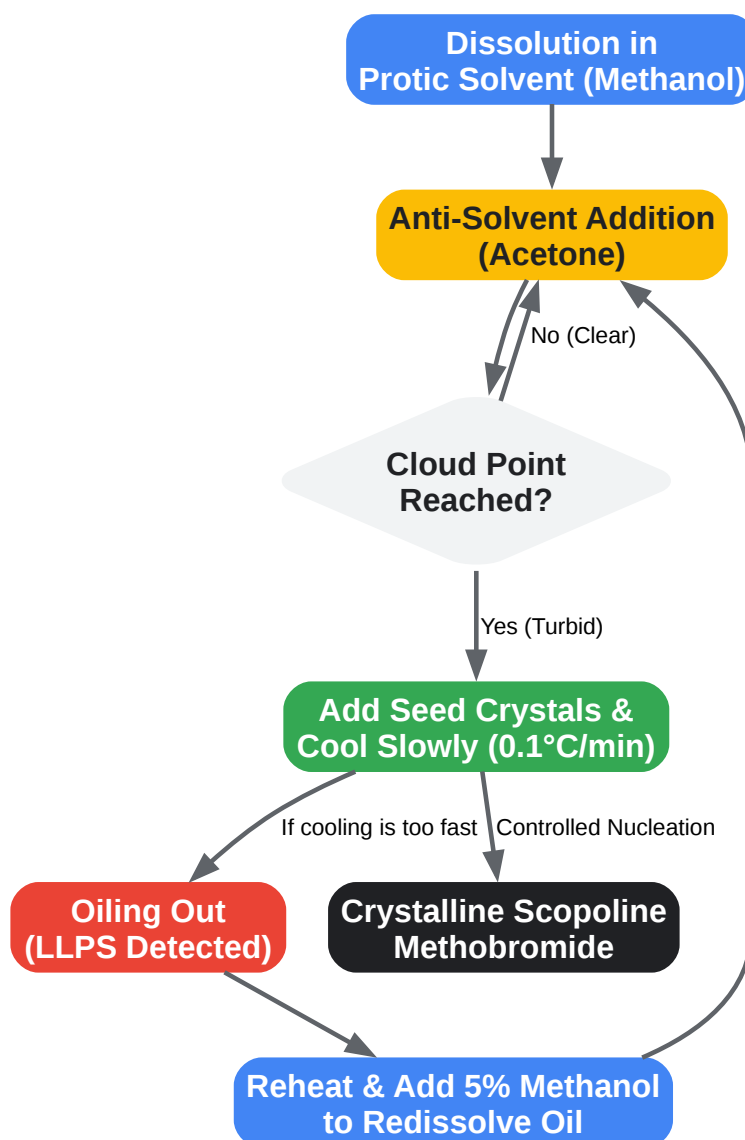 Dissolution in
Protic Solvent (Methanol)
Anti-Solvent Addition
(Acetone)
No (Clear)
Cloud Point
Reached?
Yes (Turbid)
Add Seed Crystals &
Cool Slowly (0.1°C/min)
If cooling is too fast
Controlled Nucleation
Oiling Out
(LLPS Detected)
Crystalline Scopoline
Methobromide
Reheat & Add 5% Methanol
to Redissolve Oil